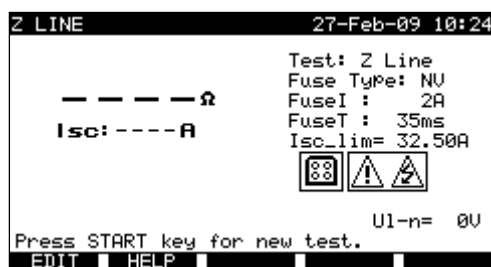 Z LINE 27-Feb-09 10:24
Test: Z Line
Fuse Type: NV
FuseI : 2A
FuseT : 35ms
Isc_lim= 32.50A
----Ω
Isc:----A
Ul-n= 0V
Press START key for new test.
EDIT HELP